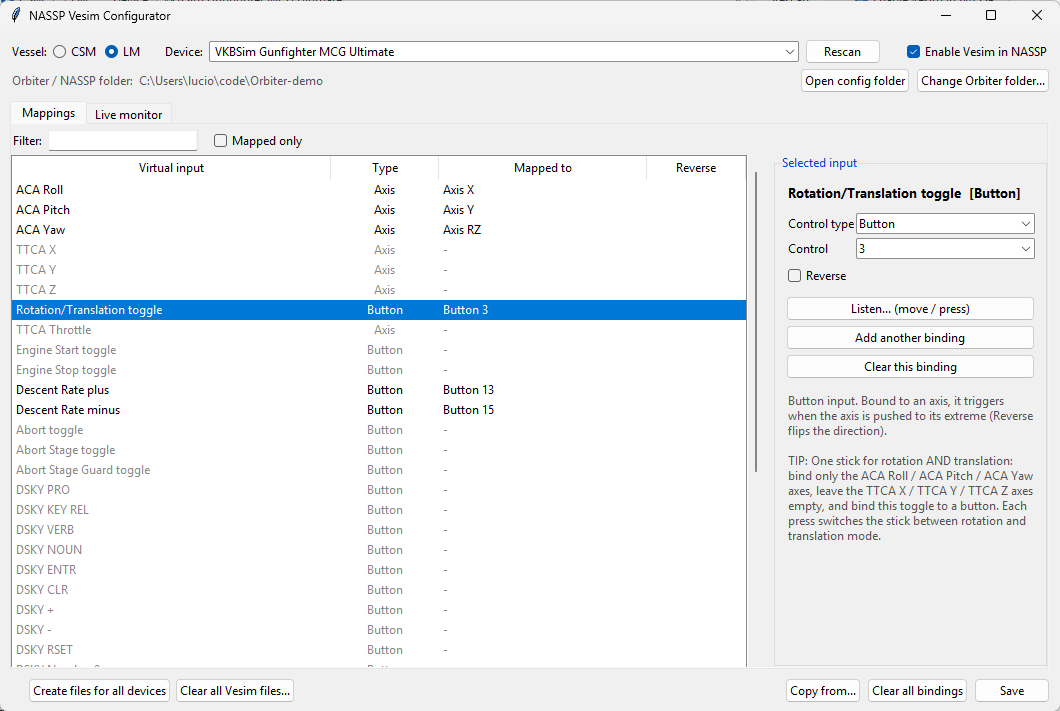 NASSP Vesim Configurator
Vessel: CSM LM Device: VKBSim Gunfighter MCG Ultimate Rescan Enable Vesim in NASSP
Orbiter / NASSP folder: C:\Users\lucio\code\Orbiter-demo Open config folder Change Orbiter folder...
Mappings Live monitor
Filter: Mapped only
Virtual input Type Mapped to Reverse
ACA Roll Axis Axis X
ACA Pitch Axis Axis Y
ACA Yaw Axis Axis RZ
TTCA X Axis -
TTCA Y Axis -
TTCA Z Axis -
Rotation/Translation toggle Button Button 3
TTCA Throttle Axis -
Engine Start toggle Button -
Engine Stop toggle Button -
Descent Rate plus Button Button 13
Descent Rate minus Button Button 15
Abort toggle Button -
Abort Stage toggle Button -
Abort Stage Guard toggle Button -
DSKY PRO Button -
DSKY KEY REL Button -
DSKY VERB Button -
DSKY NOUN Button -
DSKY ENTR Button -
DSKY CLR Button -
DSKY + Button -
DSKY - Button -
DSKY RSET Button -
Selected input
Rotation/Translation toggle [Button]
Control type Button
Control 3
Reverse
Listen... (move / press)
Add another binding
Clear this binding
Button input. Bound to an axis, it triggers
when the axis is pushed to its extreme (Reverse
flips the direction).
TIP: One stick for rotation AND translation:
bind only the ACA Roll / ACA Pitch / ACA Yaw
axes, leave the TTCA X / TTCA Y / TTCA Z axes
empty, and bind this toggle to a button. Each
press switches the stick between rotation and
translation mode.
Create files for all devices Clear all Vesim files... Copy from... Clear all bindings Save